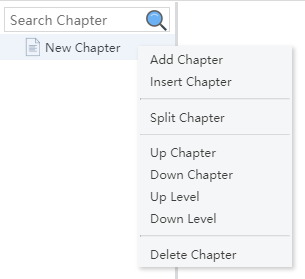 Search Chapter
New Chapter
Add Chapter
Insert Chapter
Split Chapter
Up Chapter
Down Chapter
Up Level
Down Level
Delete Chapter